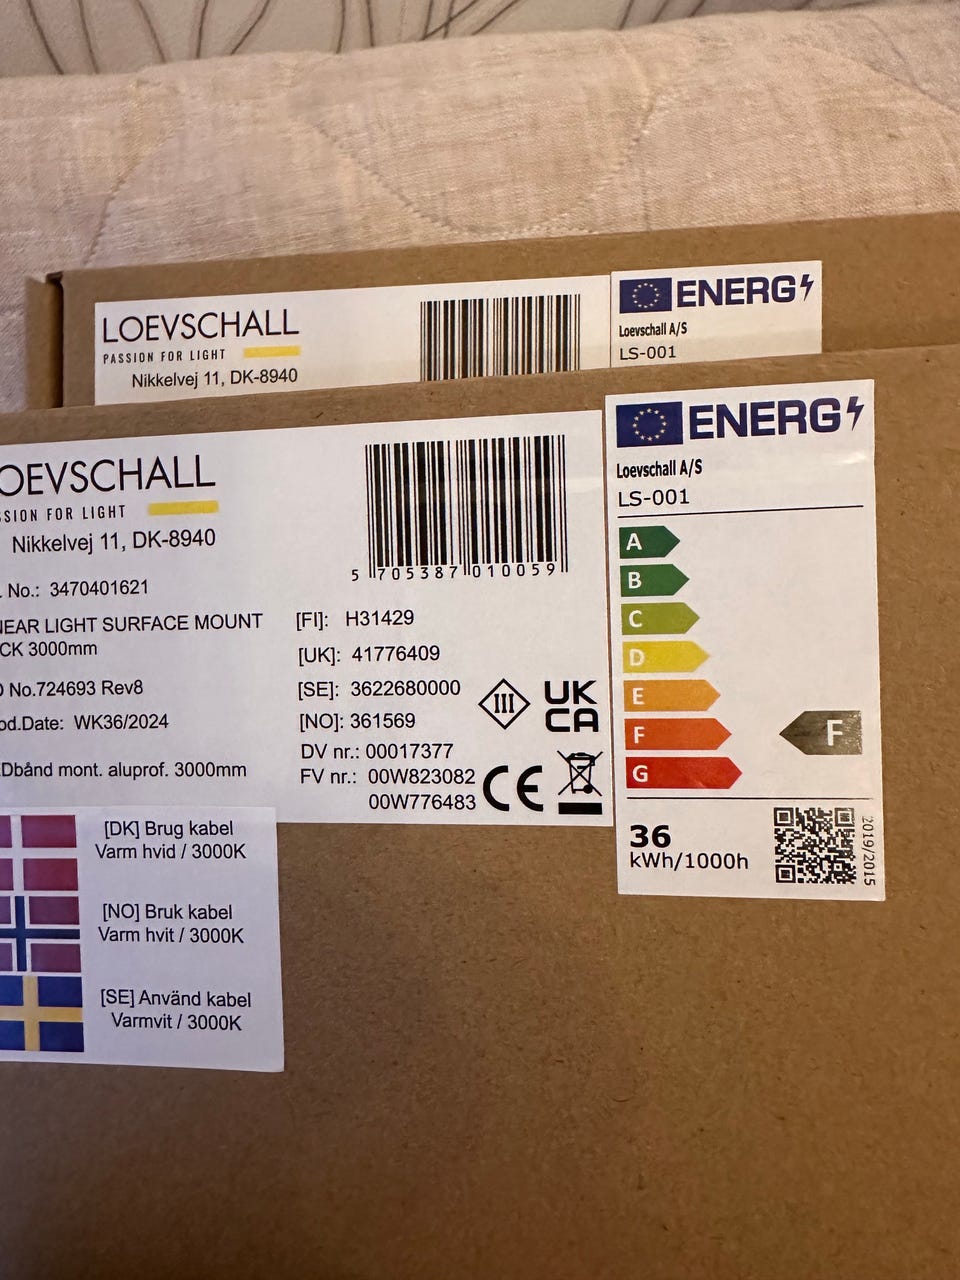 LOEVSCHALL
PASSION FOR LIGHT
Nikkelvej 11, DK-8940
ENERG
Loevschall A/S
LS-001
OEVSCHALL
SSION FOR LIGHT
Nikkelvej 11, DK-8940
No.: 3470401621
NEAR LIGHT SURFACE MOUNT
CK 3000mm
No.724693 Rev8
od.Date: WK36/2024
Dbånd mont. aluprof. 3000mm
5 705387 010059
[FI]: H31429
[UK]: 41776409
[SE]: 3622680000
[NO]: 361569
DV nr.: 00017377
FV nr.: 00W823082
00W776483
III
UK
CA
CE
ENERG
Loevschall A/S
LS-001
A
B
C
D
E
F
G
F
36
kWh/1000h
2019/2015
[DK] Brug kabel
Varm hvid / 3000K
[NO] Bruk kabel
Varm hvit / 3000K
[SE] Använd kabel
Varmvit / 3000K